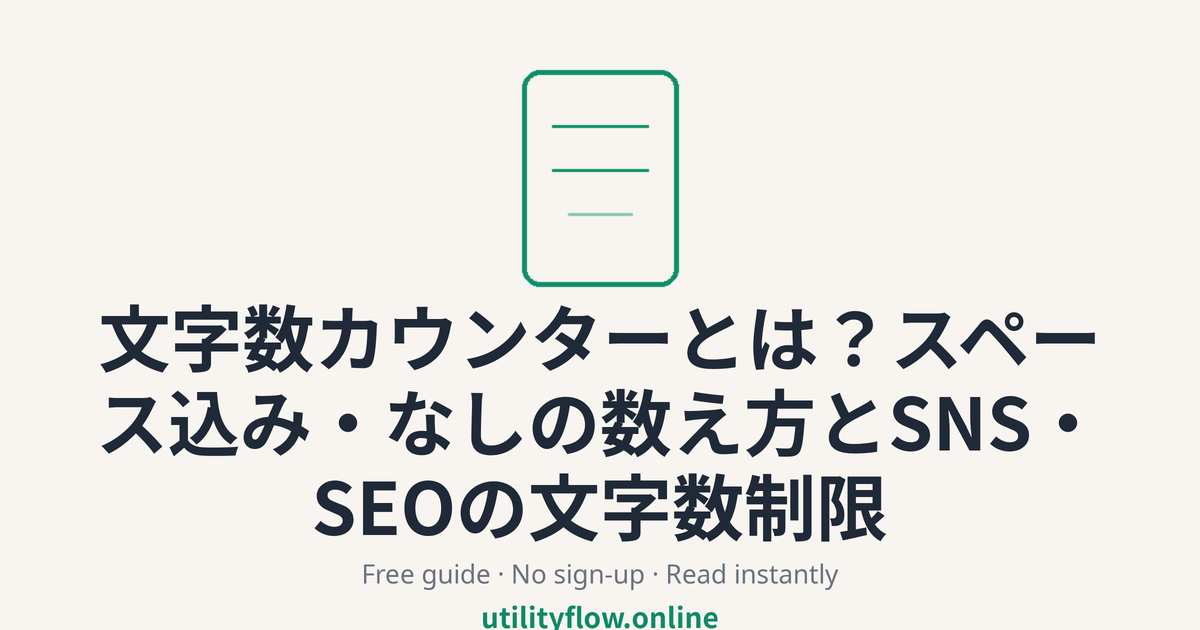 文字数カウンターとは？スペー
ス込み・なしの数え方とSNS・
SEOの文字数制限
Free guide · No sign-up · Read instantly
utilityflow.online